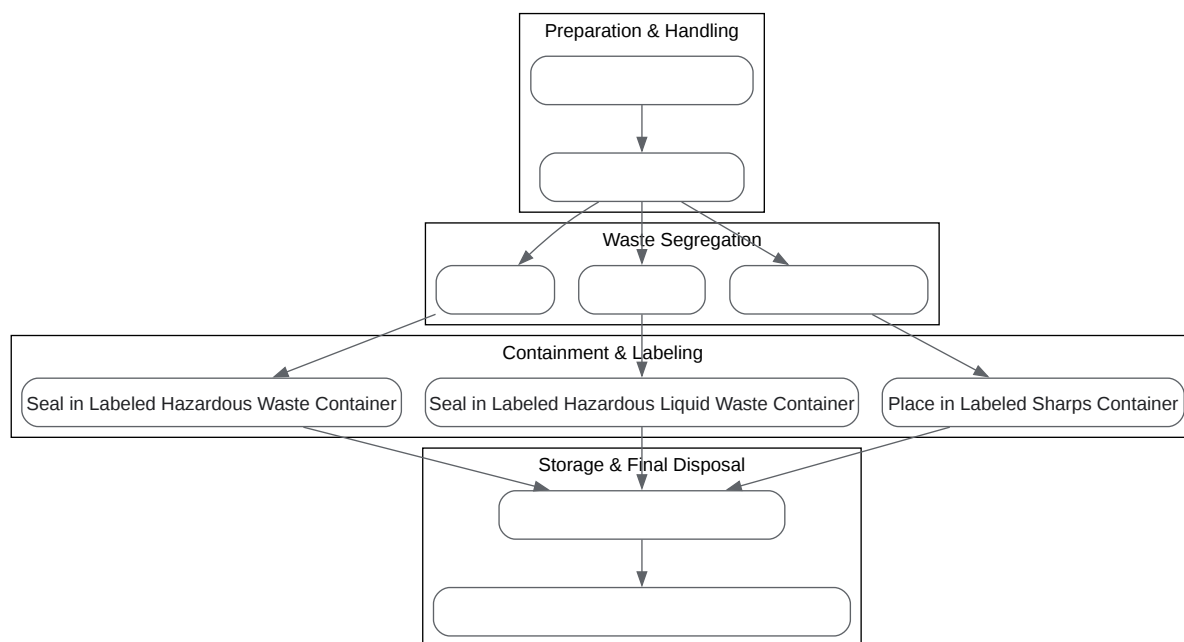 Preparation & Handling
Waste Segregation
Containment & Labeling
Seal in Labeled Hazardous Waste Container
Seal in Labeled Hazardous Liquid Waste Container
Place in Labeled Sharps Container
Storage & Final Disposal